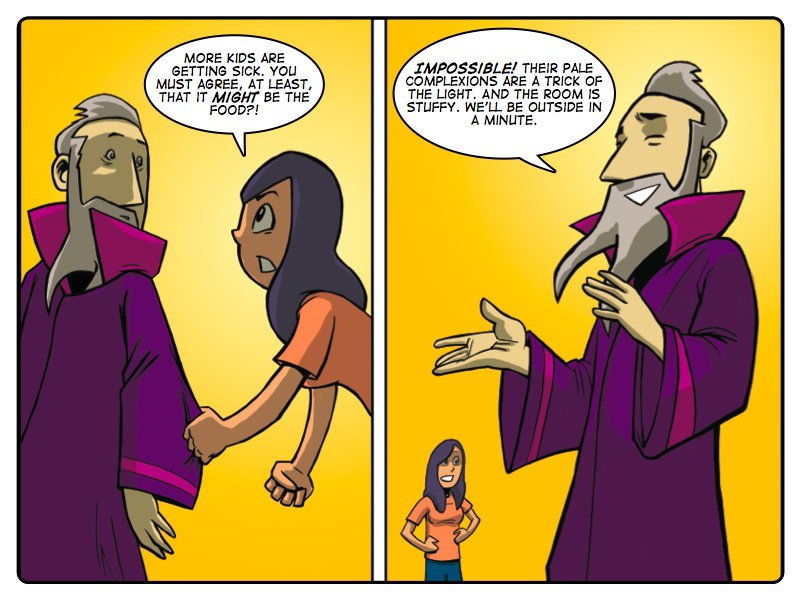 MORE KIDS ARE
GETTING SICK. YOU
MUST AGREE, AT LEAST,
THAT IT MIGHT BE THE
FOOD?!
IMPOSSIBLE! THEIR PALE
COMPLEXIONS ARE A TRICK OF
THE LIGHT. AND THE ROOM IS
STUFFY. WE'LL BE OUTSIDE IN
A MINUTE.